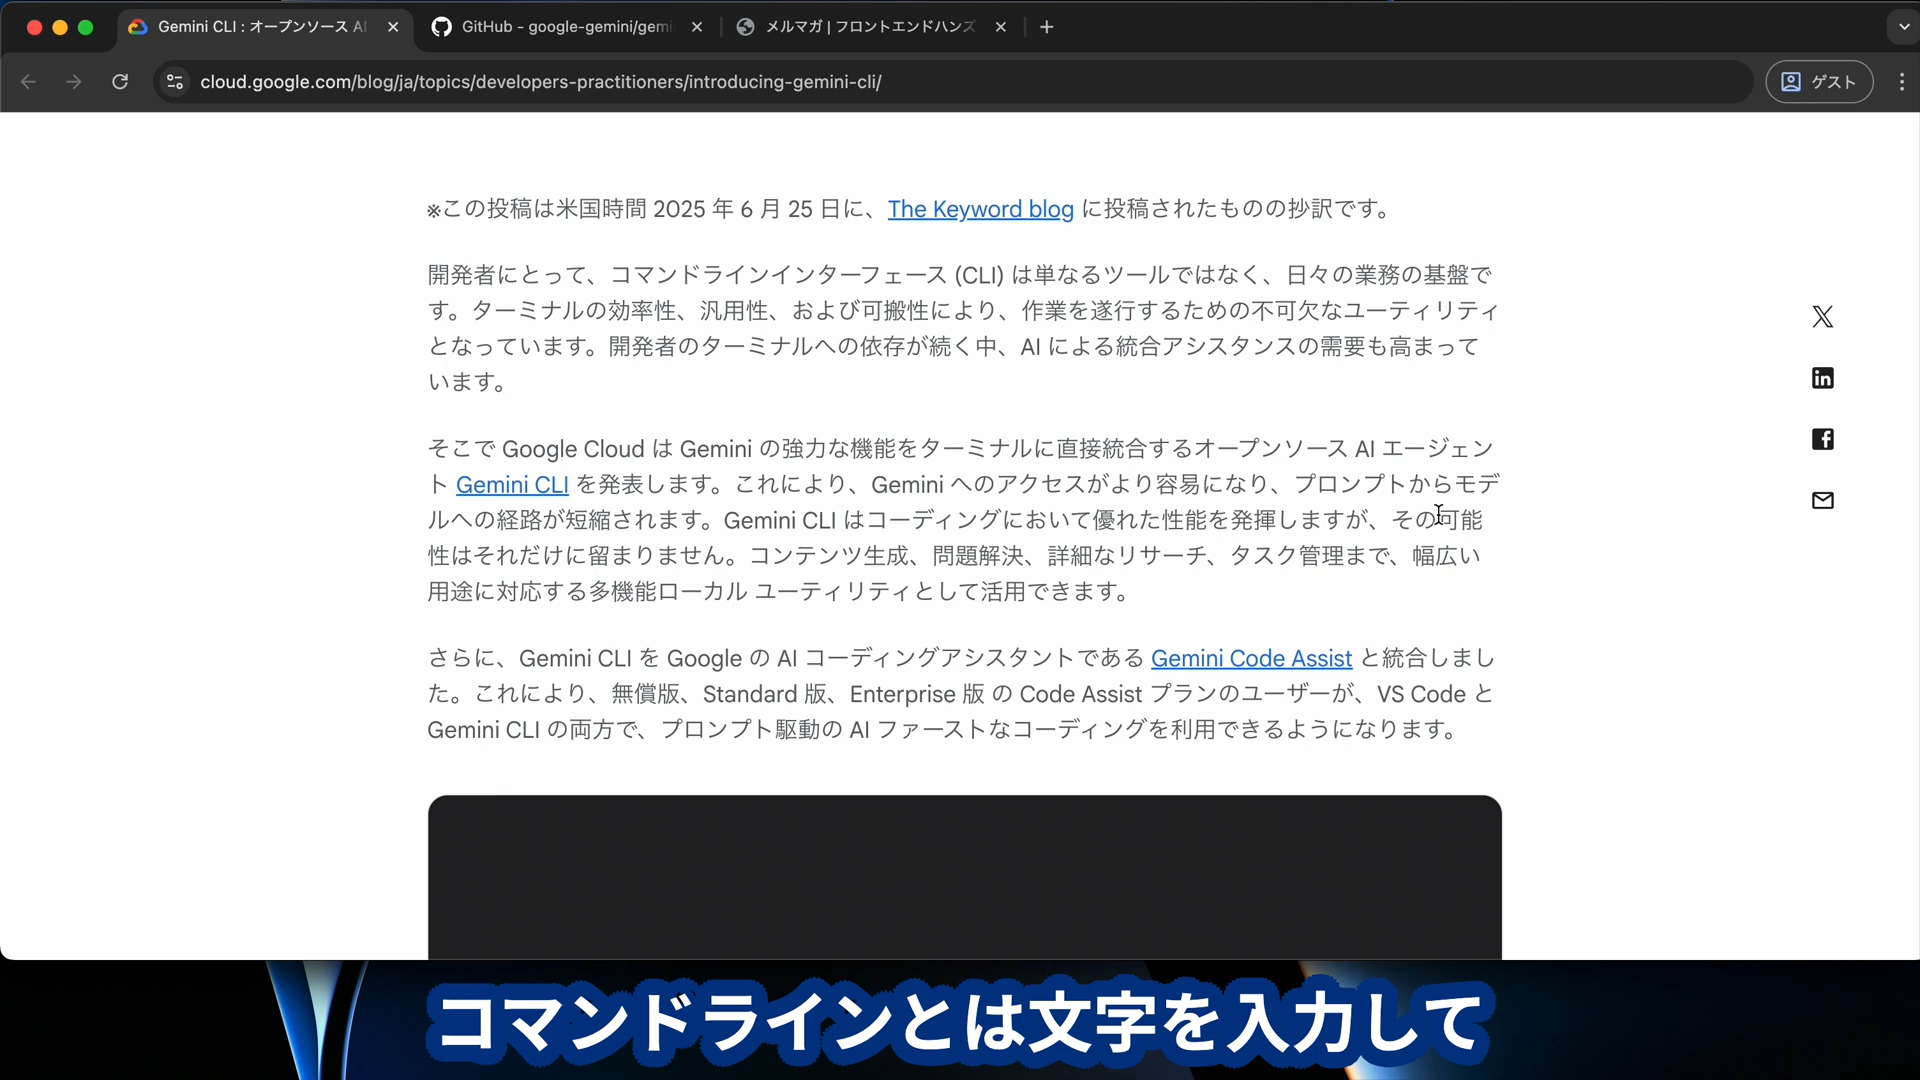 Gemini CLI : オープンソース AI
GitHub - google-gemini/gemi
メルマガ | フロントエンドハンズ
cloud.google.com/blog/ja/topics/developers-practitioners/introducing-gemini-cli/
ゲスト
※この投稿は米国時間 2025 年 6 月 25 日に、The Keyword blog に投稿されたものの抄訳です。
開発者にとって、コマンドラインインターフェース (CLI) は単なるツールではなく、日々の業務の基盤で
す。ターミナルの効率性、汎用性、および可搬性により、作業を遂行するための不可欠なユーティリティ
となっています。開発者のターミナルへの依存が続く中、AI による統合アシスタンスの需要も高まって
います。
そこで Google Cloud は Gemini の強力な機能をターミナルに直接統合するオープンソース AI エージェン
ト Gemini CLI を発表します。これにより、Gemini へのアクセスがより容易になり、プロンプトからモデ
ルへの経路が短縮されます。Gemini CLI はコーディングにおいて優れた性能を発揮しますが、その可能
性はそれだけに留まりません。コンテンツ生成、問題解決、詳細なリサーチ、タスク管理まで、幅広い
用途に対応する多機能ローカル ユーティリティとして活用できます。
さらに、Gemini CLI を Google の AI コーディングアシスタントである Gemini Code Assist と統合しまし
た。これにより、無償版、Standard 版、Enterprise 版 の Code Assist プランのユーザーが、VS Code と
Gemini CLI の両方で、プロンプト駆動の AI ファーストなコーディングを利用できるようになります。
コマンドラインとは文字を入力して